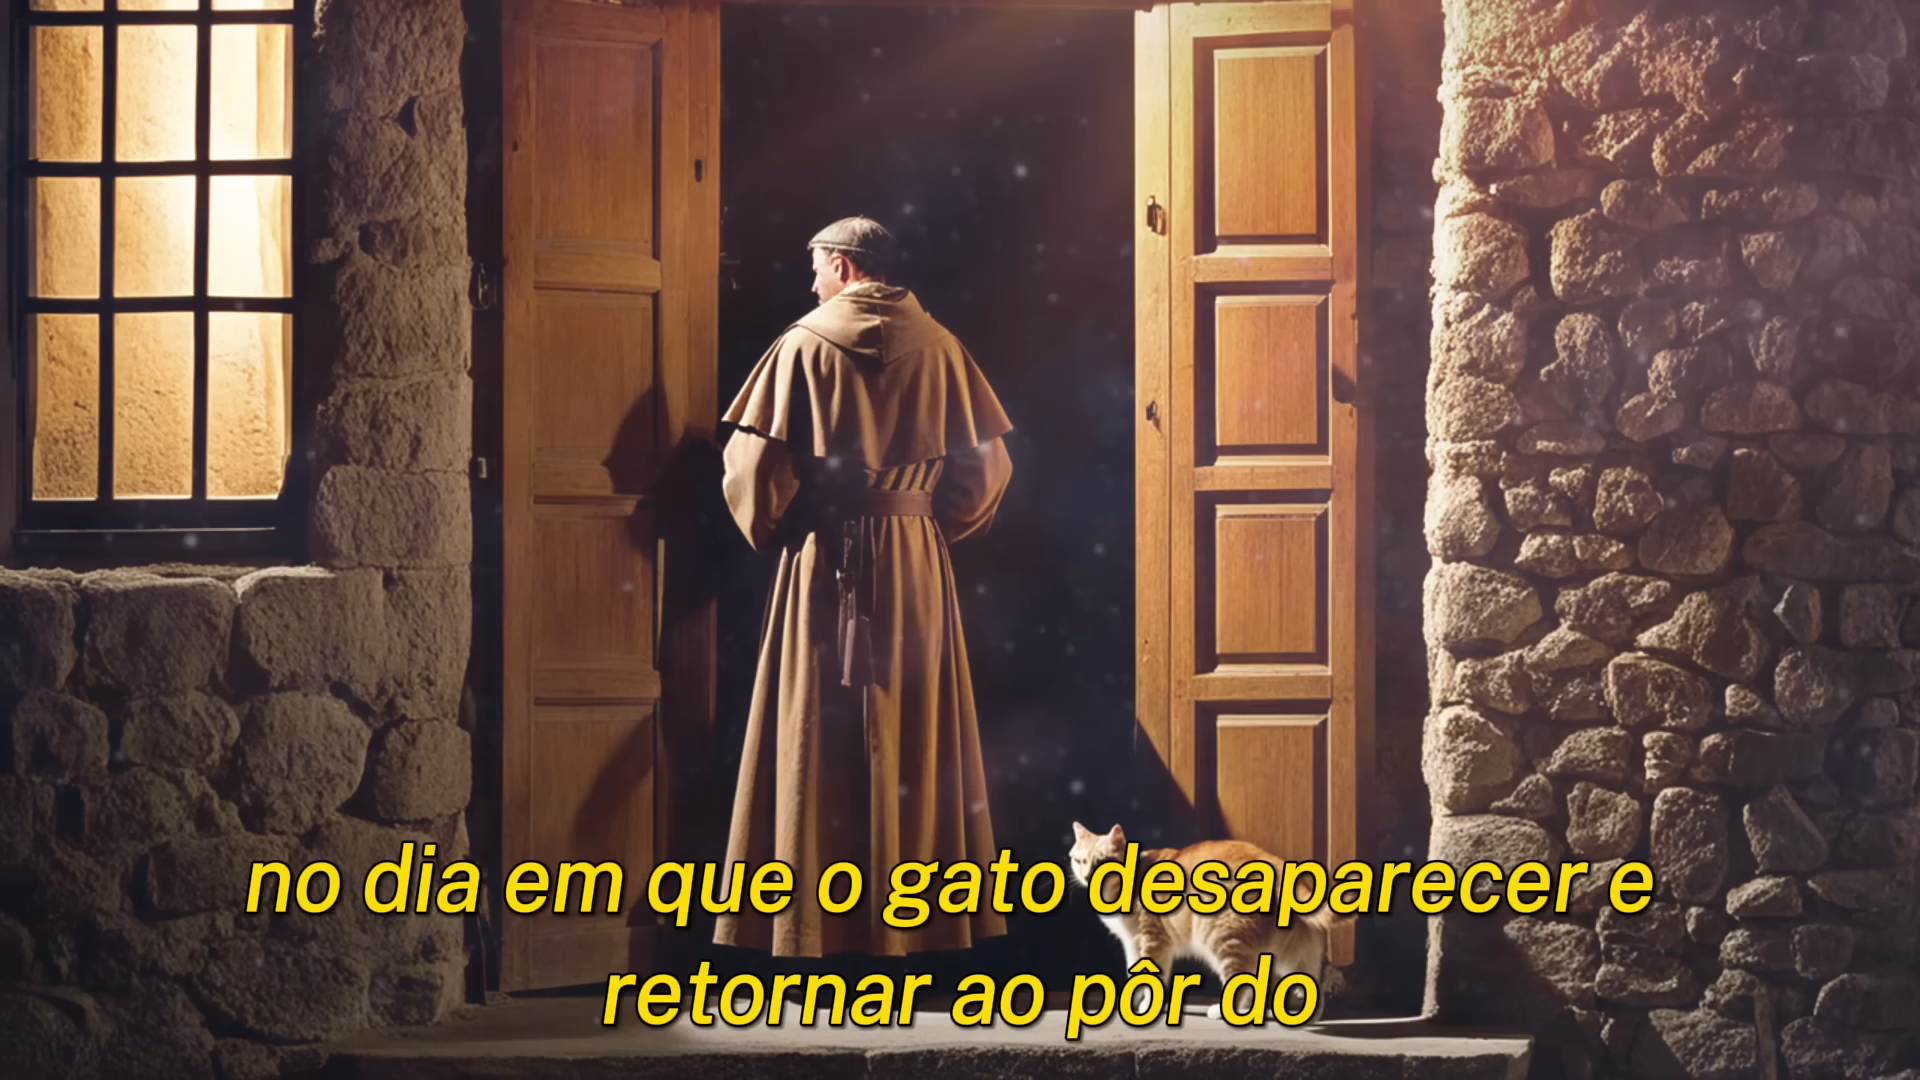 no dia em que o gato desaparecer e
retornar ao pôr do